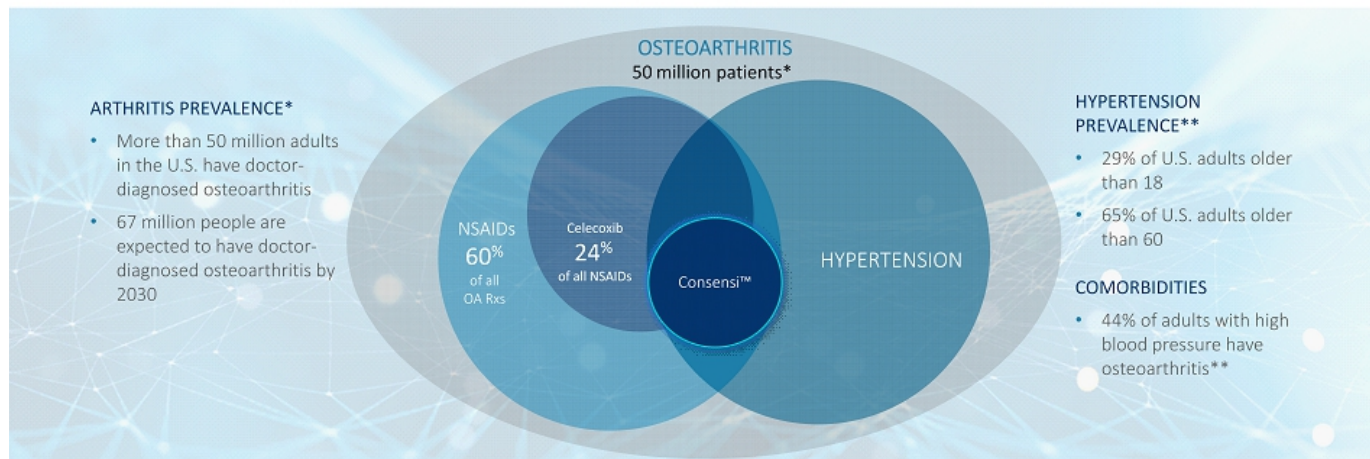 OSTEOARTHRITIS
50 million patients*
ARTHRITIS PREVALENCE*
• More than 50 million adults
in the U.S. have doctor-
diagnosed osteoarthritis
• 67 million people are
expected to have doctor-
diagnosed osteoarthritis by
2030
NSAIDs
60%
of all
OA Rxs
Celecoxib
24%
of all NSAIDs
Consensi™
HYPERTENSION
HYPERTENSION
PREVALENCE**
• 29% of U.S. adults older
than 18
• 65% of U.S. adults older
than 60
COMORBIDITIES
• 44% of adults with high
blood pressure have
osteoarthritis**